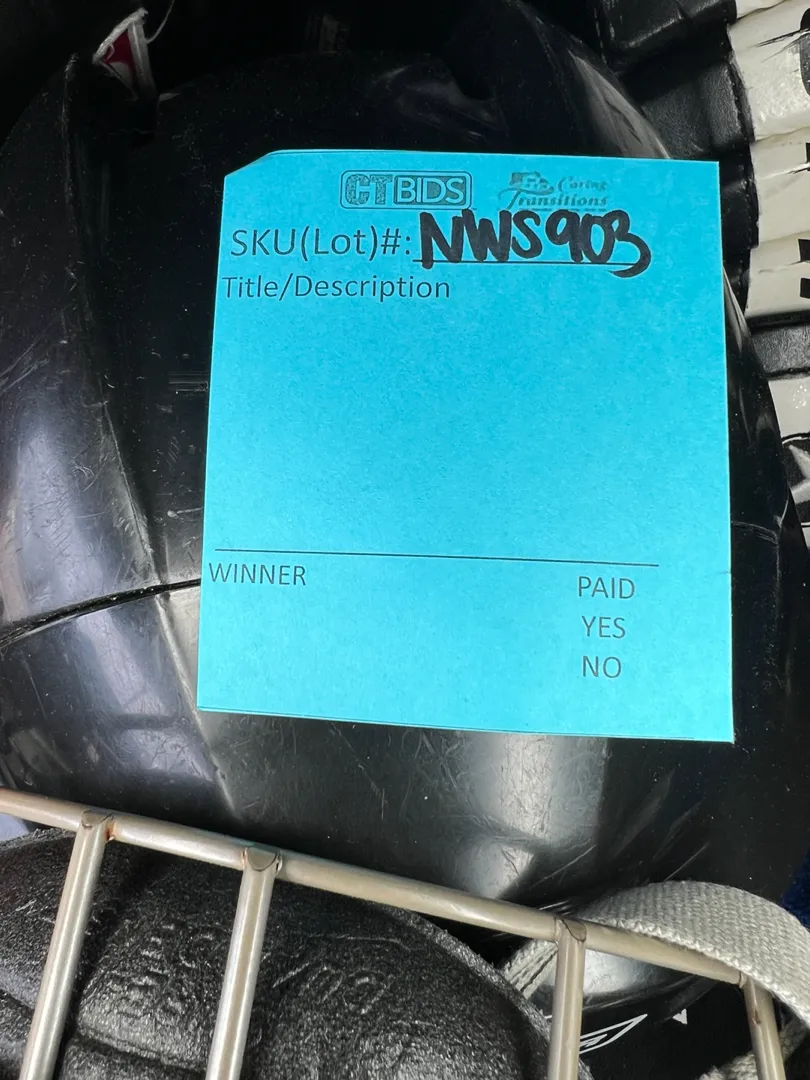 CTBIDS Caring Transitions
SKU(Lot)#: NWS903
Title/Description
WINNER PAID
YES
NO